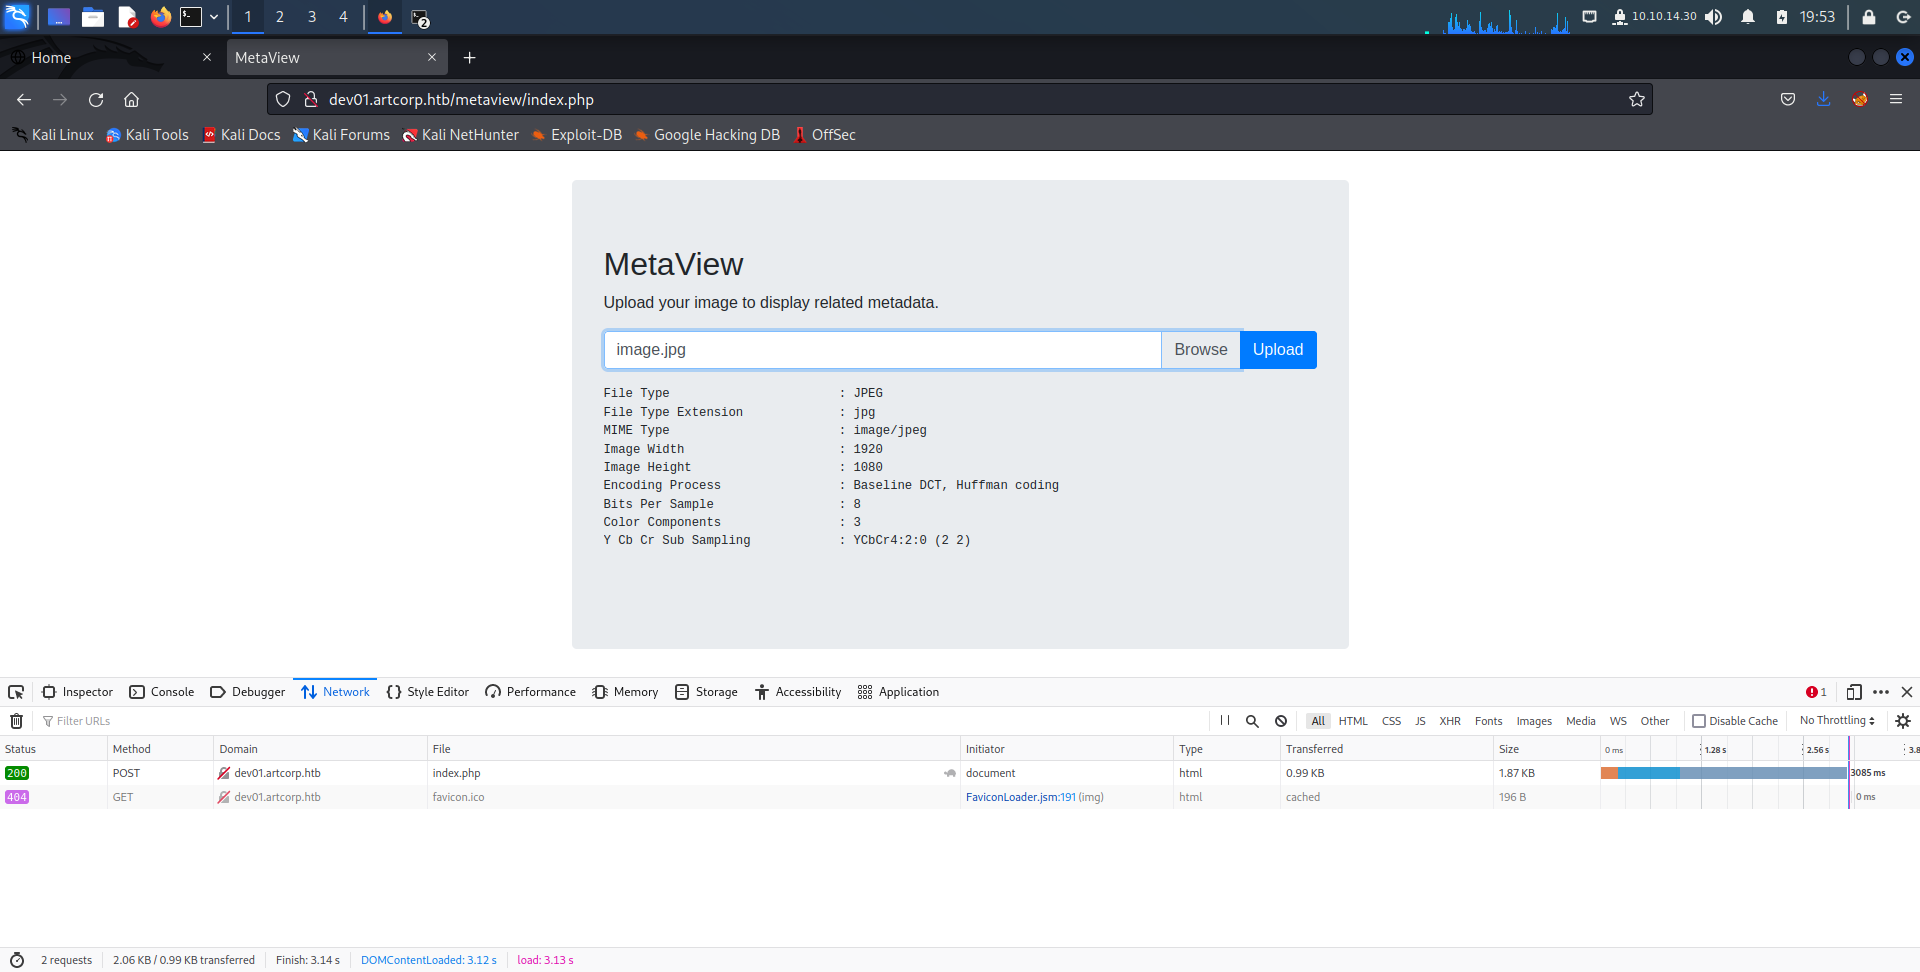 1 2 3 4 2 10.10.14.30 19:53
Home MetaView
dev01.artcorp.htb/metaview/index.php
Kali Linux Kali Tools Kali Docs Kali Forums Kali NetHunter Exploit-DB Google Hacking DB OffSec
MetaView
Upload your image to display related metadata.
image.jpg Browse Upload
File Type : JPEG
File Type Extension : jpg
MIME Type : image/jpeg
Image Width : 1920
Image Height : 1080
Encoding Process : Baseline DCT, Huffman coding
Bits Per Sample : 8
Color Components : 3
Y Cb Cr Sub Sampling : YCbCr4:2:0 (2 2)
Inspector Console Debugger Network Style Editor Performance Memory Storage Accessibility Application 1
Filter URLs All HTML CSS JS XHR Fonts Images Media WS Other Disable Cache No Throttling
Status Method Domain File Initiator Type Transferred Size 0 ms 1.28 s 2.56 s 3.8
200 POST dev01.artcorp.htb index.php document html 0.99 KB 1.87 KB 3085 ms
404 GET dev01.artcorp.htb favicon.ico FaviconLoader.jsm:191 (img) html cached 196 B 0 ms
2 requests 2.06 KB / 0.99 KB transferred Finish: 3.14 s DOMContentLoaded: 3.12 s load: 3.13 s